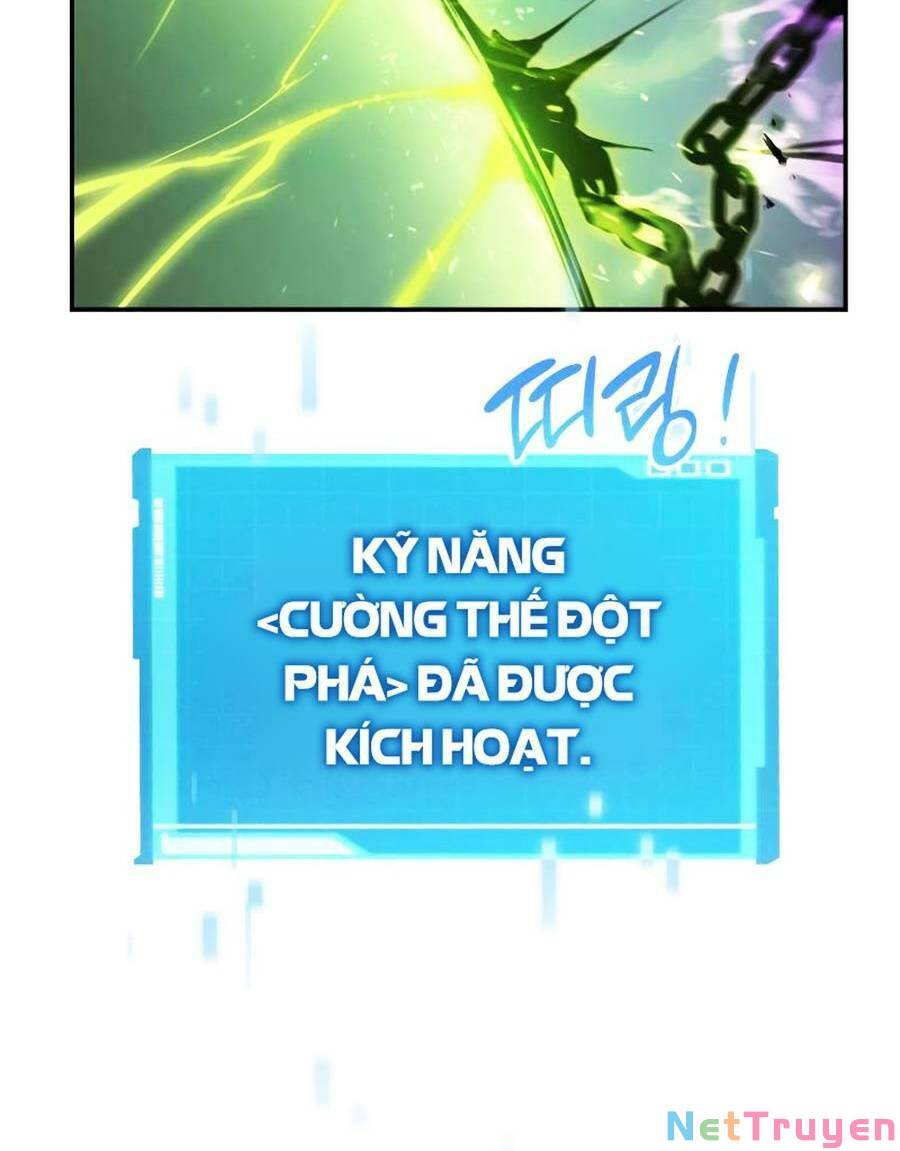 띠링!
KỸ NĂNG
<CƯỜNG THẾ ĐỘT
PHÁ> ĐÃ ĐƯỢC
KÍCH HOẠT.
NetTruyen